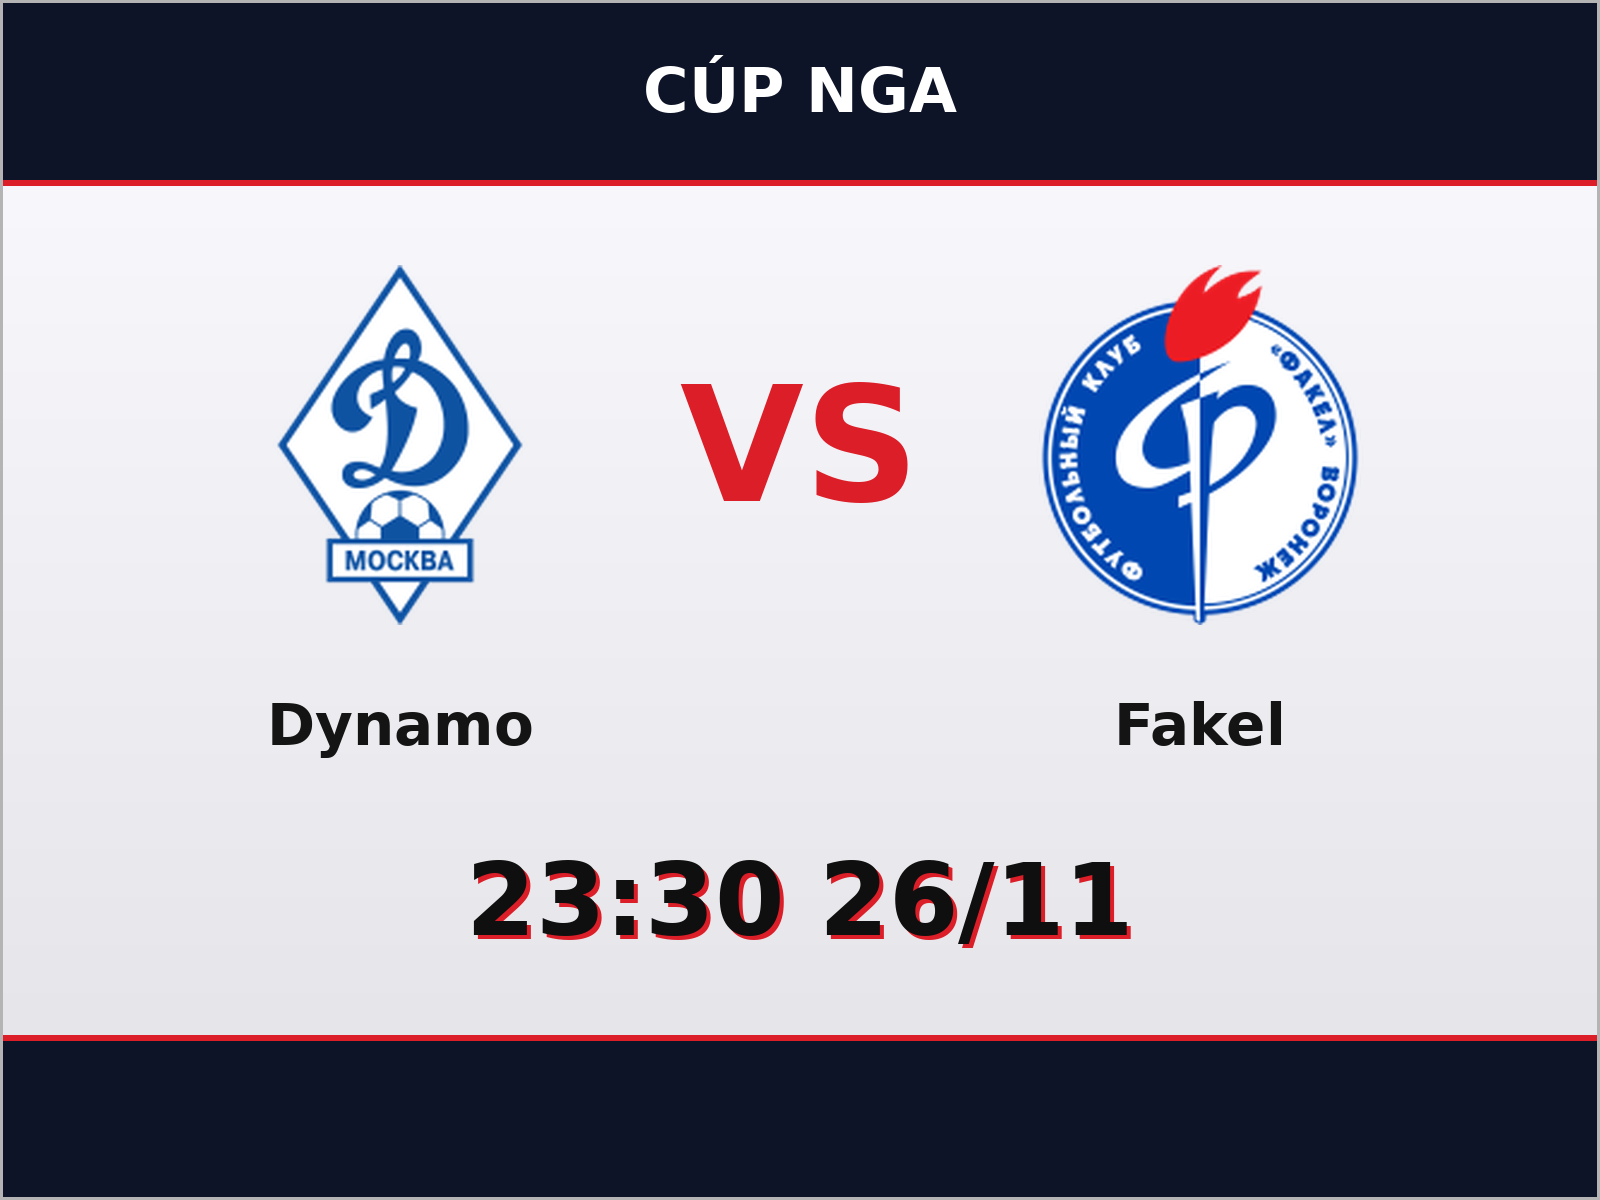 CÚP NGA
VS
МОСКВА
ФУТБОЛЬНЫЙ КЛУБ
«ФАКЕЛ» ВОРОНЕЖ
Dynamo
Fakel
23:30 26/11